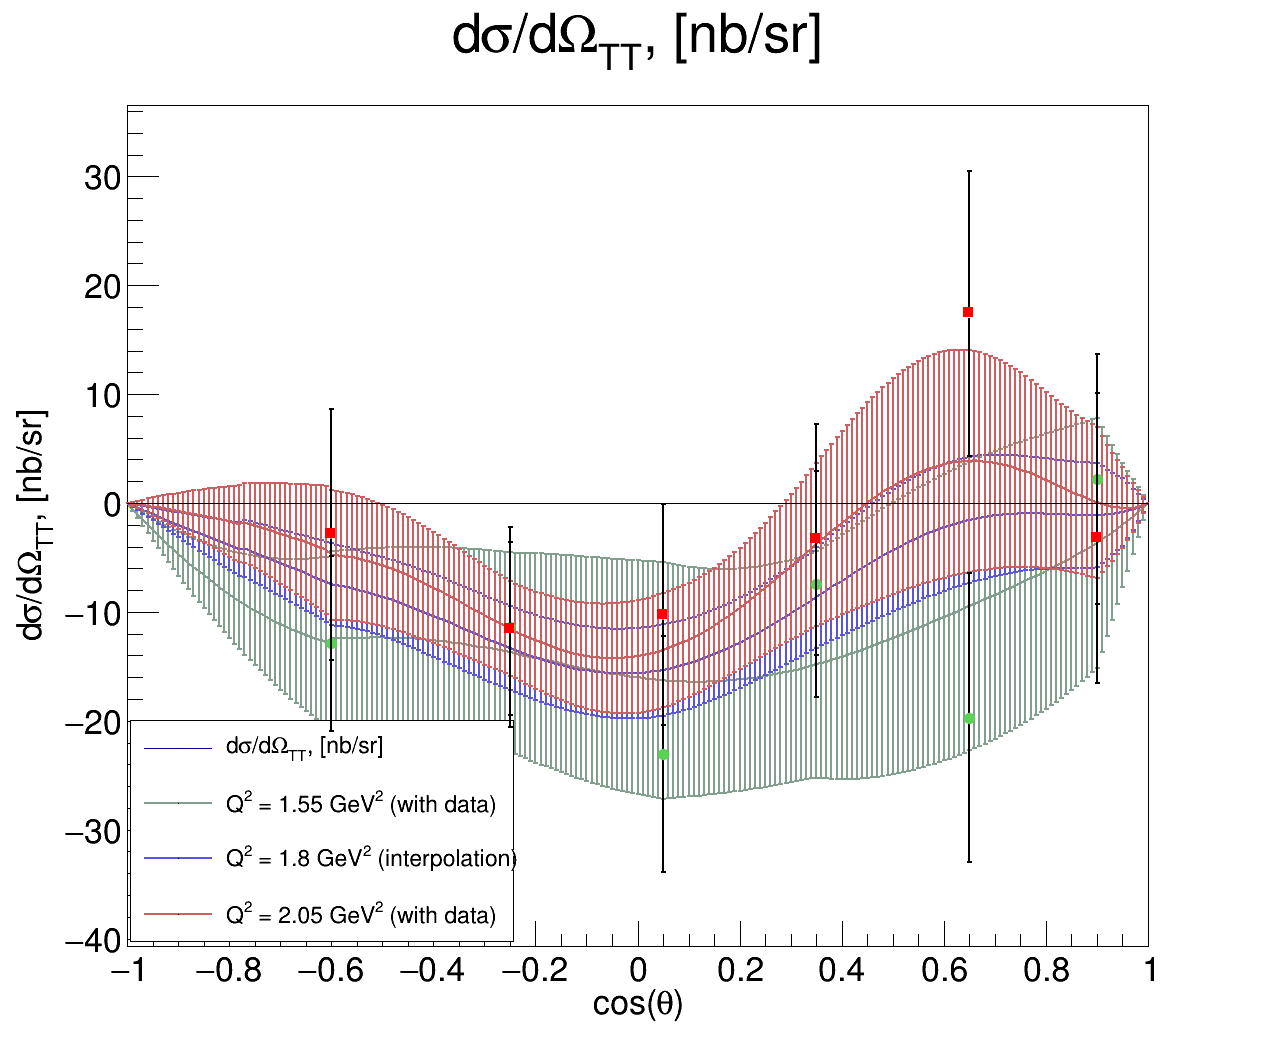 dσ/dΩ_TT, [nb/sr]
dσ/dΩ_TT, [nb/sr]
30
20
10
0
−10
−20
−30
−40
dσ/dΩ_TT, [nb/sr]
Q² = 1.55 GeV² (with data)
Q² = 1.8 GeV² (interpolation)
Q² = 2.05 GeV² (with data)
−1 −0.8 −0.6 −0.4 −0.2 0 0.2 0.4 0.6 0.8 1
cos(θ)